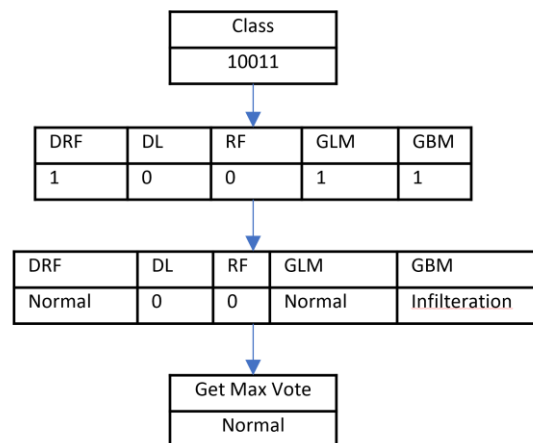 Class
10011
DRF DL RF GLM GBM
1 0 0 1 1
DRF DL RF GLM GBM
Normal 0 0 Normal Infilteration
Get Max Vote
Normal